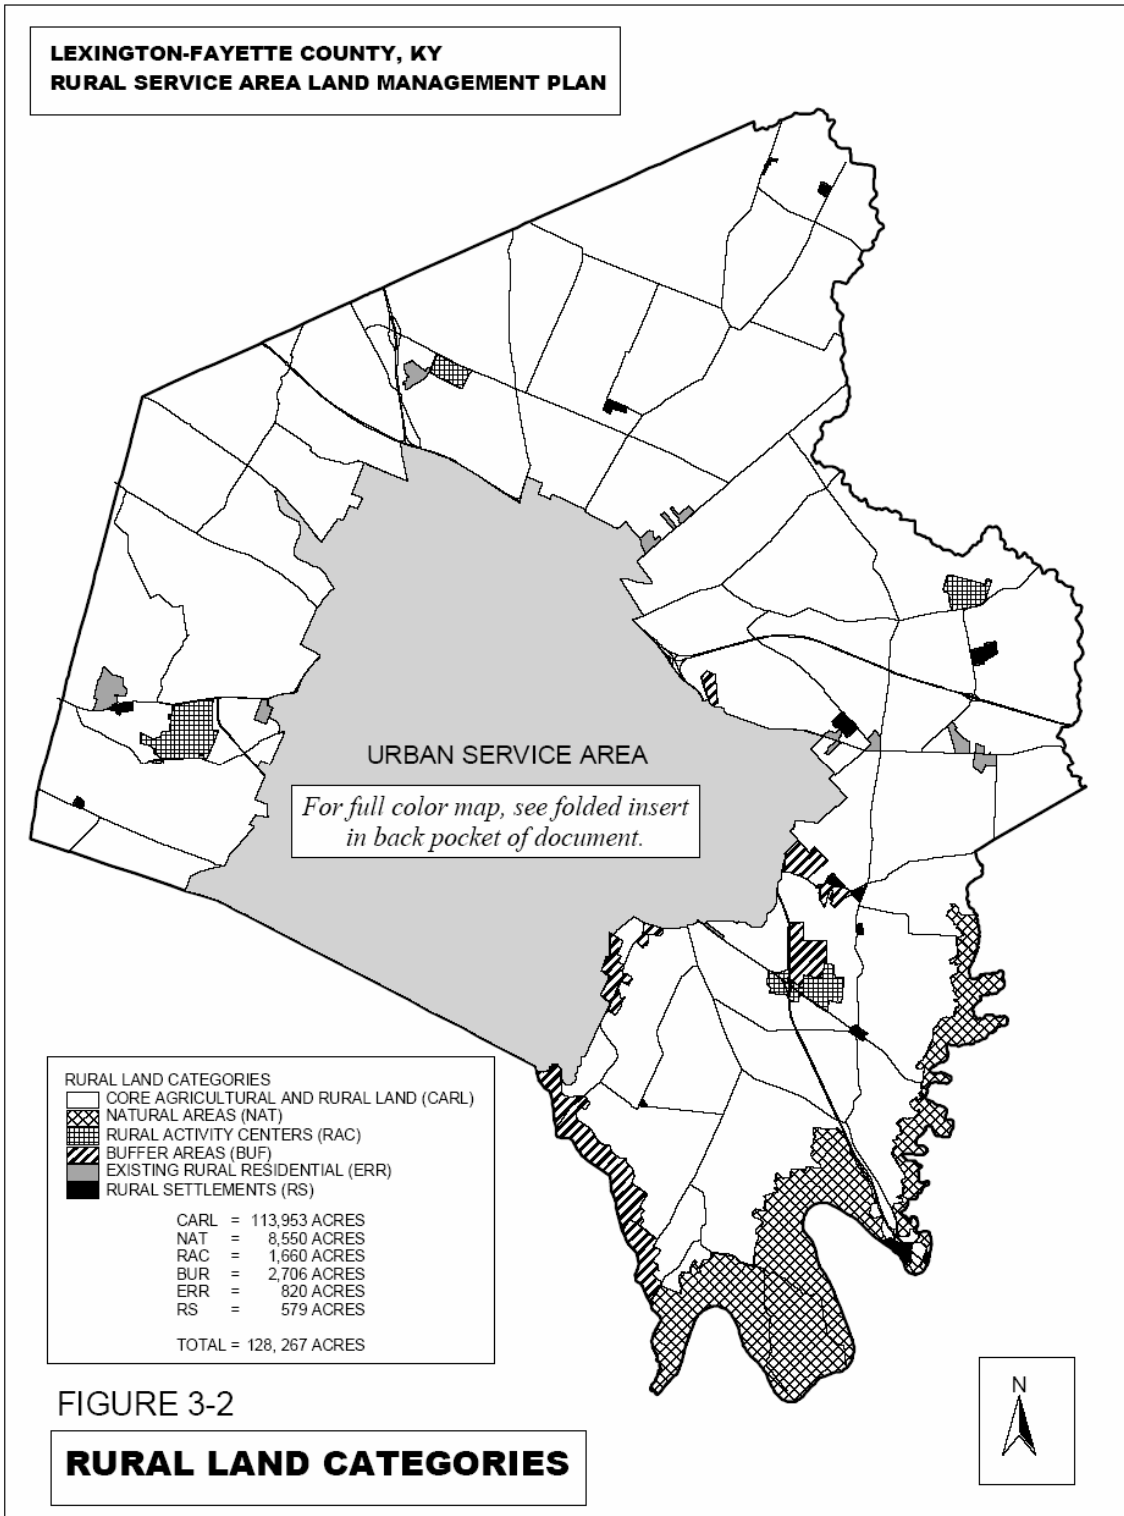 LEXINGTON-FAYETTE COUNTY, KY
RURAL SERVICE AREA LAND MANAGEMENT PLAN
URBAN SERVICE AREA
For full color map, see folded insert
in back pocket of document.
RURAL LAND CATEGORIES
CORE AGRICULTURAL AND RURAL LAND (CARL)
NATURAL AREAS (NAT)
RURAL ACTIVITY CENTERS (RAC)
BUFFER AREAS (BUF)
EXISTING RURAL RESIDENTIAL (ERR)
RURAL SETTLEMENTS (RS)
CARL = 113,953 ACRES
NAT = 8,550 ACRES
RAC = 1,660 ACRES
BUR = 2,706 ACRES
ERR = 820 ACRES
RS = 579 ACRES
TOTAL = 128, 267 ACRES
N
FIGURE 3-2
RURAL LAND CATEGORIES